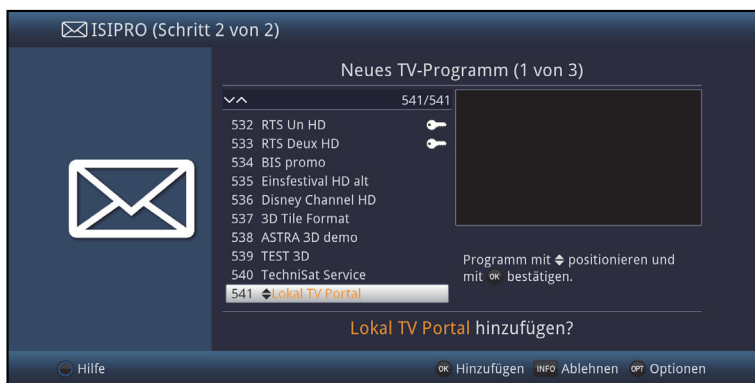 ISIPRO (Schritt 2 von 2)
Neues TV-Programm (1 von 3)
541/541
532 RTS Un HD
533 RTS Deux HD
534 BIS promo
535 Einsfestival HD alt
536 Disney Channel HD
537 3D Tile Format
538 ASTRA 3D demo
539 TEST 3D
540 TechniSat Service
541 Lokal TV Portal
Programm mit positionieren und
mit OK bestätigen.
Lokal TV Portal hinzufügen?
Hilfe OK Hinzufügen INFO Ablehnen OPT Optionen